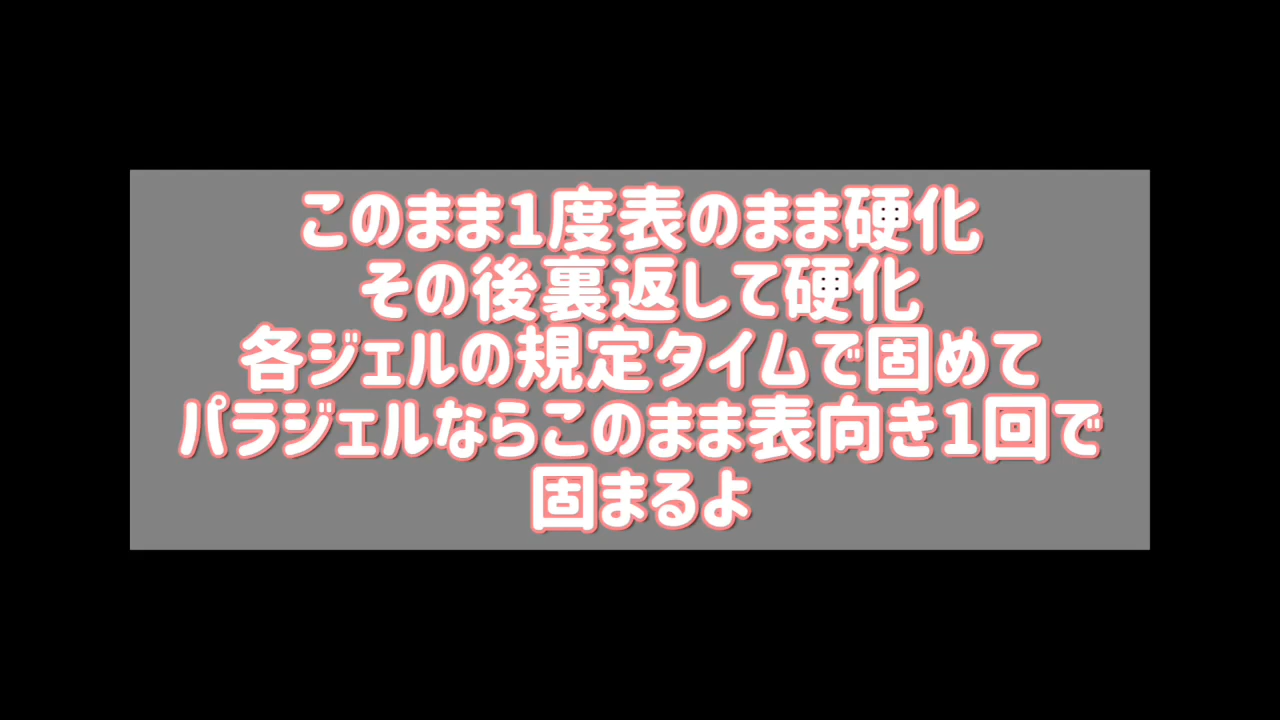 このまま1度表のまま硬化
その後裏返して硬化
各ジェルの規定タイムで固めて
パラジェルならこのまま表向き1回で
固まるよ